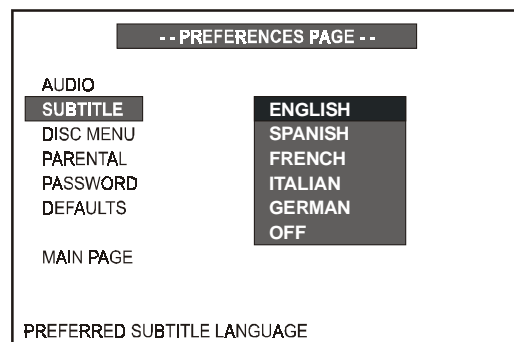 - - PREFERENCES PAGE - -
AUDIO
SUBTITLE
DISC MENU
PARENTAL
PASSWORD
DEFAULTS
MAIN PAGE
ENGLISH
SPANISH
FRENCH
ITALIAN
GERMAN
OFF
PREFERRED SUBTITLE LANGUAGE